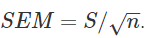 SEM = S/√n.